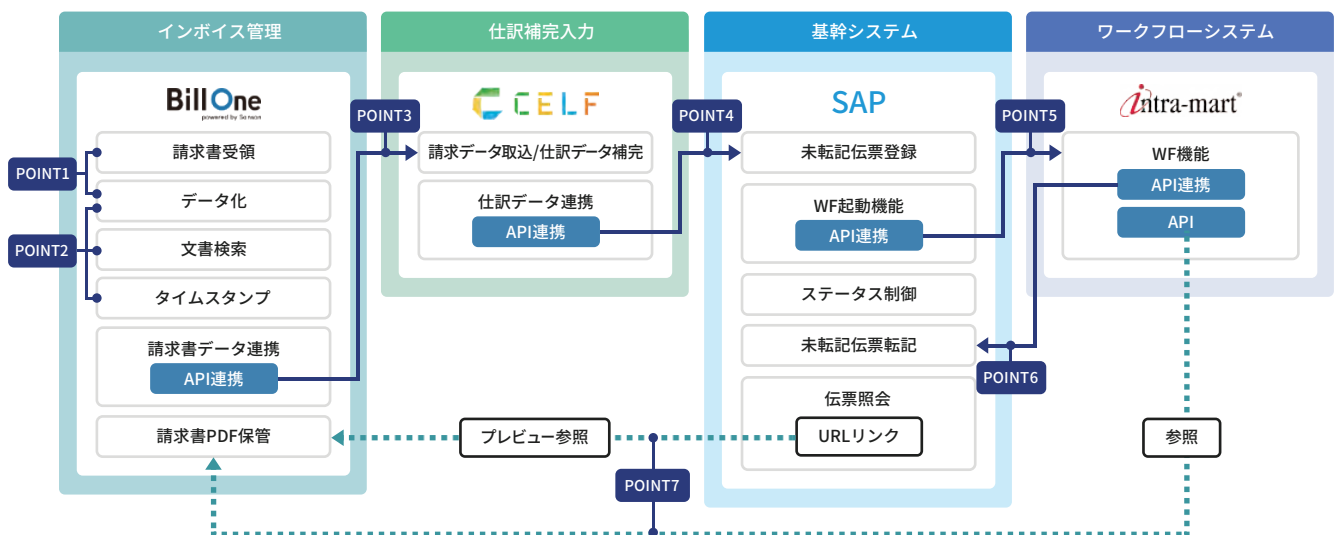 インボイス管理
仕訳補完入力
基幹システム
ワークフローシステム
Bill One
powered by Sansan
CELF
SAP
intra-mart®
POINT1
POINT2
POINT3
POINT4
POINT5
POINT6
POINT7
請求書受領
データ化
文書検索
タイムスタンプ
請求書データ連携
API連携
請求書PDF保管
請求データ取込/仕訳データ補完
仕訳データ連携
API連携
未転記伝票登録
WF起動機能
API連携
ステータス制御
未転記伝票転記
伝票照会
URLリンク
WF機能
API連携
API
プレビュー参照
参照